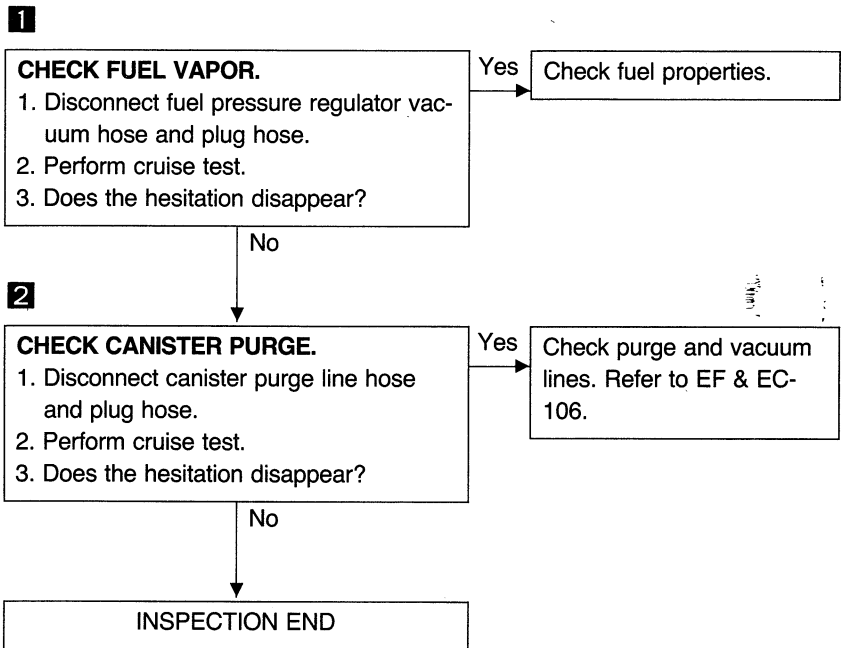 1
CHECK FUEL VAPOR.
1. Disconnect fuel pressure regulator vac-
uum hose and plug hose.
2. Perform cruise test.
3. Does the hesitation disappear?
Yes
Check fuel properties.
No
2
CHECK CANISTER PURGE.
1. Disconnect canister purge line hose
and plug hose.
2. Perform cruise test.
3. Does the hesitation disappear?
Yes
Check purge and vacuum
lines. Refer to EF & EC-
106.
No
INSPECTION END